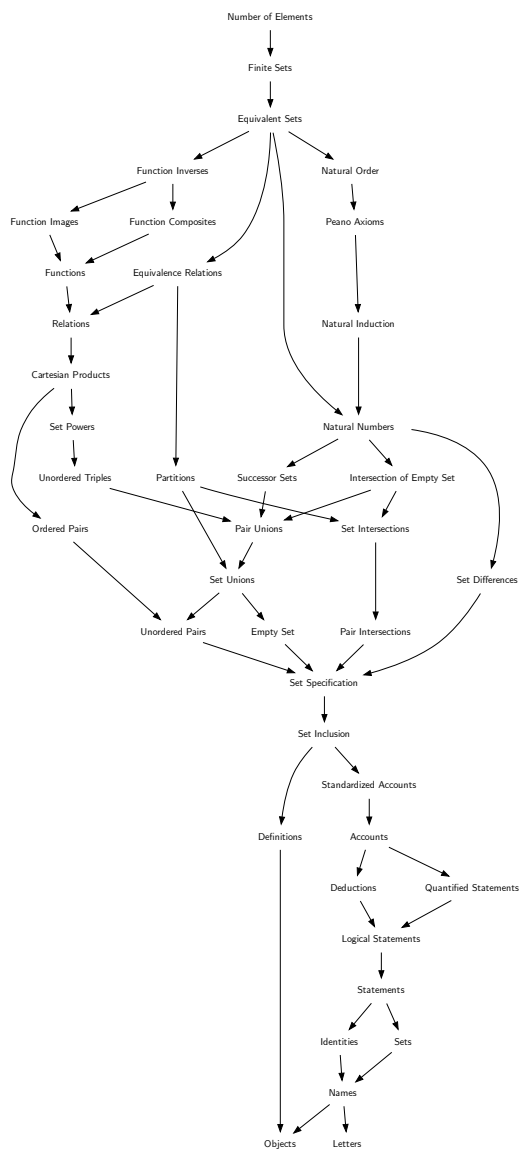 Number of Elements
Finite Sets
Equivalent Sets
Function Inverses
Natural Order
Function Images
Function Composites
Peano Axioms
Functions
Equivalence Relations
Relations
Natural Induction
Cartesian Products
Set Powers
Natural Numbers
Unordered Triples
Partitions
Successor Sets
Intersection of Empty Set
Ordered Pairs
Pair Unions
Set Intersections
Set Unions
Set Differences
Unordered Pairs
Empty Set
Pair Intersections
Set Specification
Set Inclusion
Standardized Accounts
Definitions
Accounts
Deductions
Quantified Statements
Logical Statements
Statements
Identities
Sets
Names
Objects
Letters